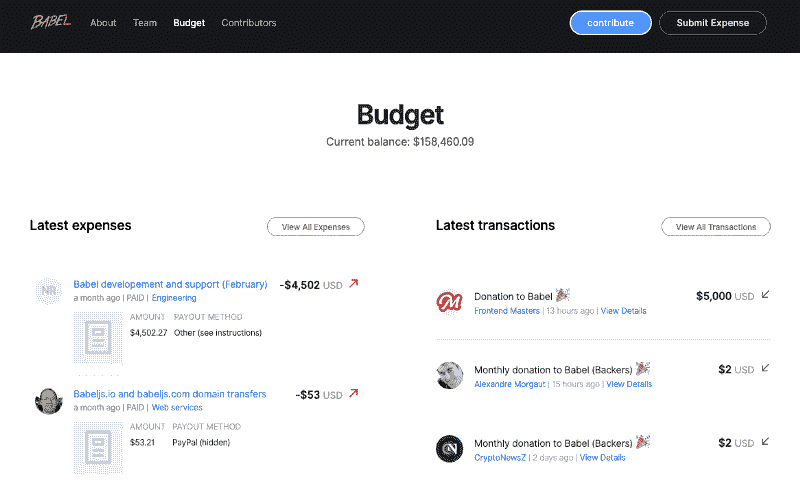 BABEL
About
Team
Budget
Contributors
contribute
Submit Expense
Budget
Current balance: $158,460.09
Latest expenses
View All Expenses
NR
Babel developement and support (February)
-$4,502 USD
a month ago | PAID | Engineering
AMOUNT PAYOUT METHOD
$4,502.27 Other (see instructions)
Babeljs.io and babeljs.com domain transfers
-$53 USD
a month ago | PAID | Web services
AMOUNT PAYOUT METHOD
$53.21 PayPal (hidden)
Latest transactions
View All Transactions
M
Donation to Babel 🎉
$5,000 USD
Frontend Masters | 13 hours ago | View Details
Monthly donation to Babel (Backers) 🎉
$2 USD
Alexandre Morgaut | 15 hours ago | View Details
N
Monthly donation to Babel (Backers) 🎉
$2 USD
CryptoNewsZ | 2 days ago | View Details